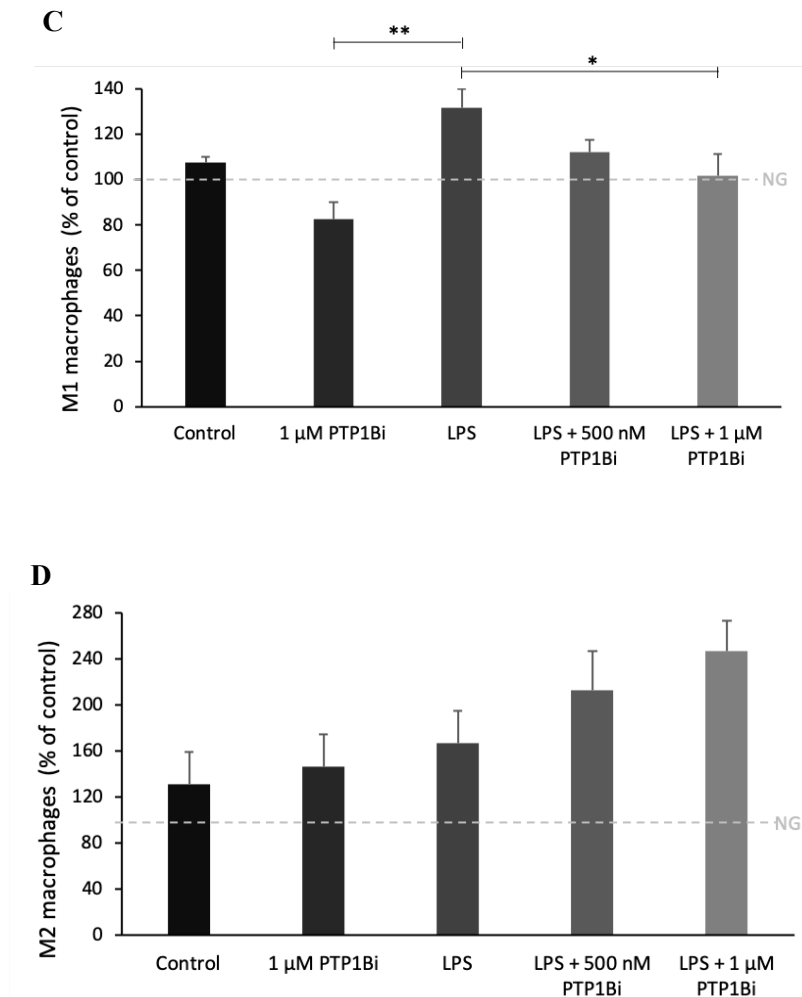 C
**
*
140
120
100
80
60
40
20
0
M1 macrophages (% of control)
NG
Control
1 µM PTP1Bi
LPS
LPS + 500 nM
PTP1Bi
LPS + 1 µM
PTP1Bi
D
280
240
200
160
120
80
40
0
M2 macrophages (% of control)
NG
Control
1 µM PTP1Bi
LPS
LPS + 500 nM
PTP1Bi
LPS + 1 µM
PTP1Bi